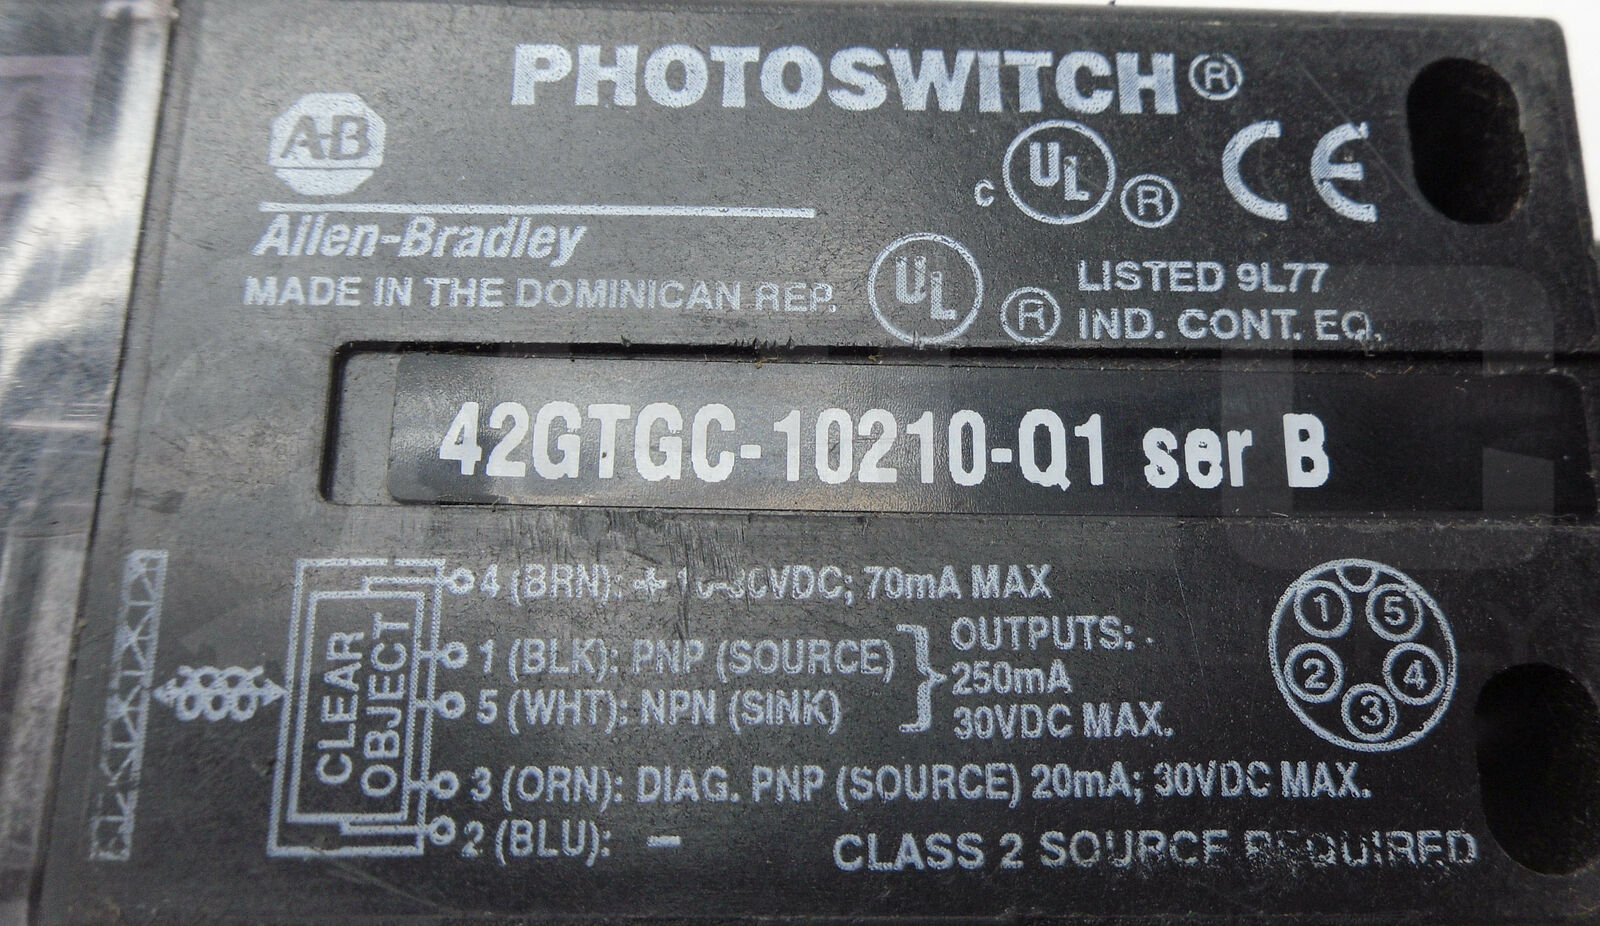 PHOTOSWITCH®
A-B
c UL ® CE
Allen-Bradley
MADE IN THE DOMINICAN REP.
UL ® LISTED 9L77
IND. CONT. EQ.
42GTGC-10210-Q1 ser B
CLEAR
OBJECT
4 (BRN): + 10-30VDC; 70mA MAX
1 (BLK): PNP (SOURCE)
5 (WHT): NPN (SINK)
OUTPUTS:
250mA
30VDC MAX.
3 (ORN): DIAG. PNP (SOURCE) 20mA; 30VDC MAX.
2 (BLU): –
1 5
2 4
3
CLASS 2 SOURCE REQUIRED